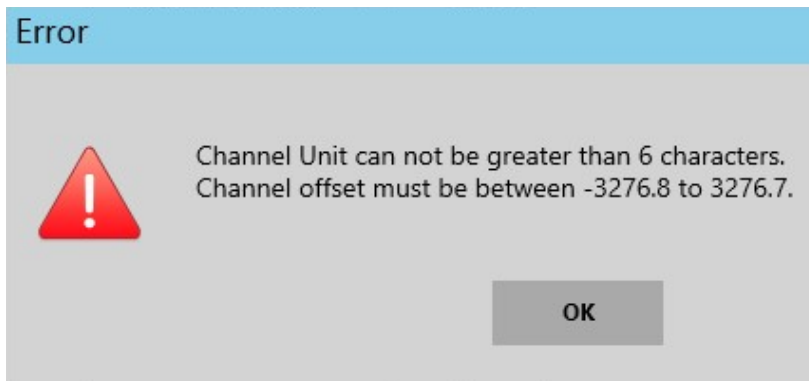 Error
Channel Unit can not be greater than 6 characters.
Channel offset must be between -3276.8 to 3276.7.
OK